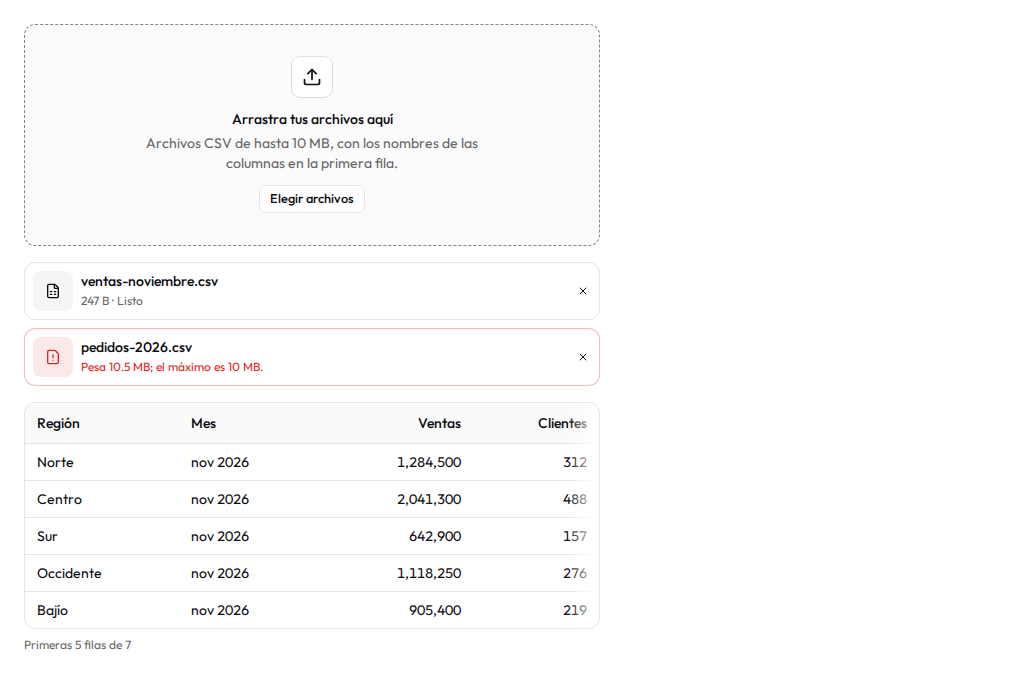 Arrastra tus archivos aquí
Archivos CSV de hasta 10 MB, con los nombres de las
columnas en la primera fila.
Elegir archivos
ventas-noviembre.csv
247 B · Listo
pedidos-2026.csv
Pesa 10.5 MB; el máximo es 10 MB.
Región Mes Ventas Clientes
Norte nov 2026 1,284,500 312
Centro nov 2026 2,041,300 488
Sur nov 2026 642,900 157
Occidente nov 2026 1,118,250 276
Bajío nov 2026 905,400 219
Primeras 5 filas de 7